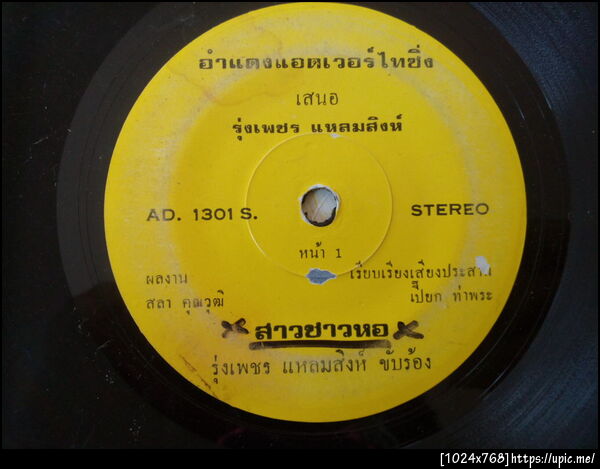 อำแดงแอดเวอร์ไทซิ่ง
เสนอ
รุ่งเพชร แหลมสิงห์
AD. 1301 S.
STEREO
หน้า 1
ผลงาน
สลา คุณวุฒิ
เรียบเรียงเสียงประสาน
เปี๊ยก ท่าพระ
สาวชาวหอ
รุ่งเพชร แหลมสิงห์ ขับร้อง
[1024x768]https://upic.me/